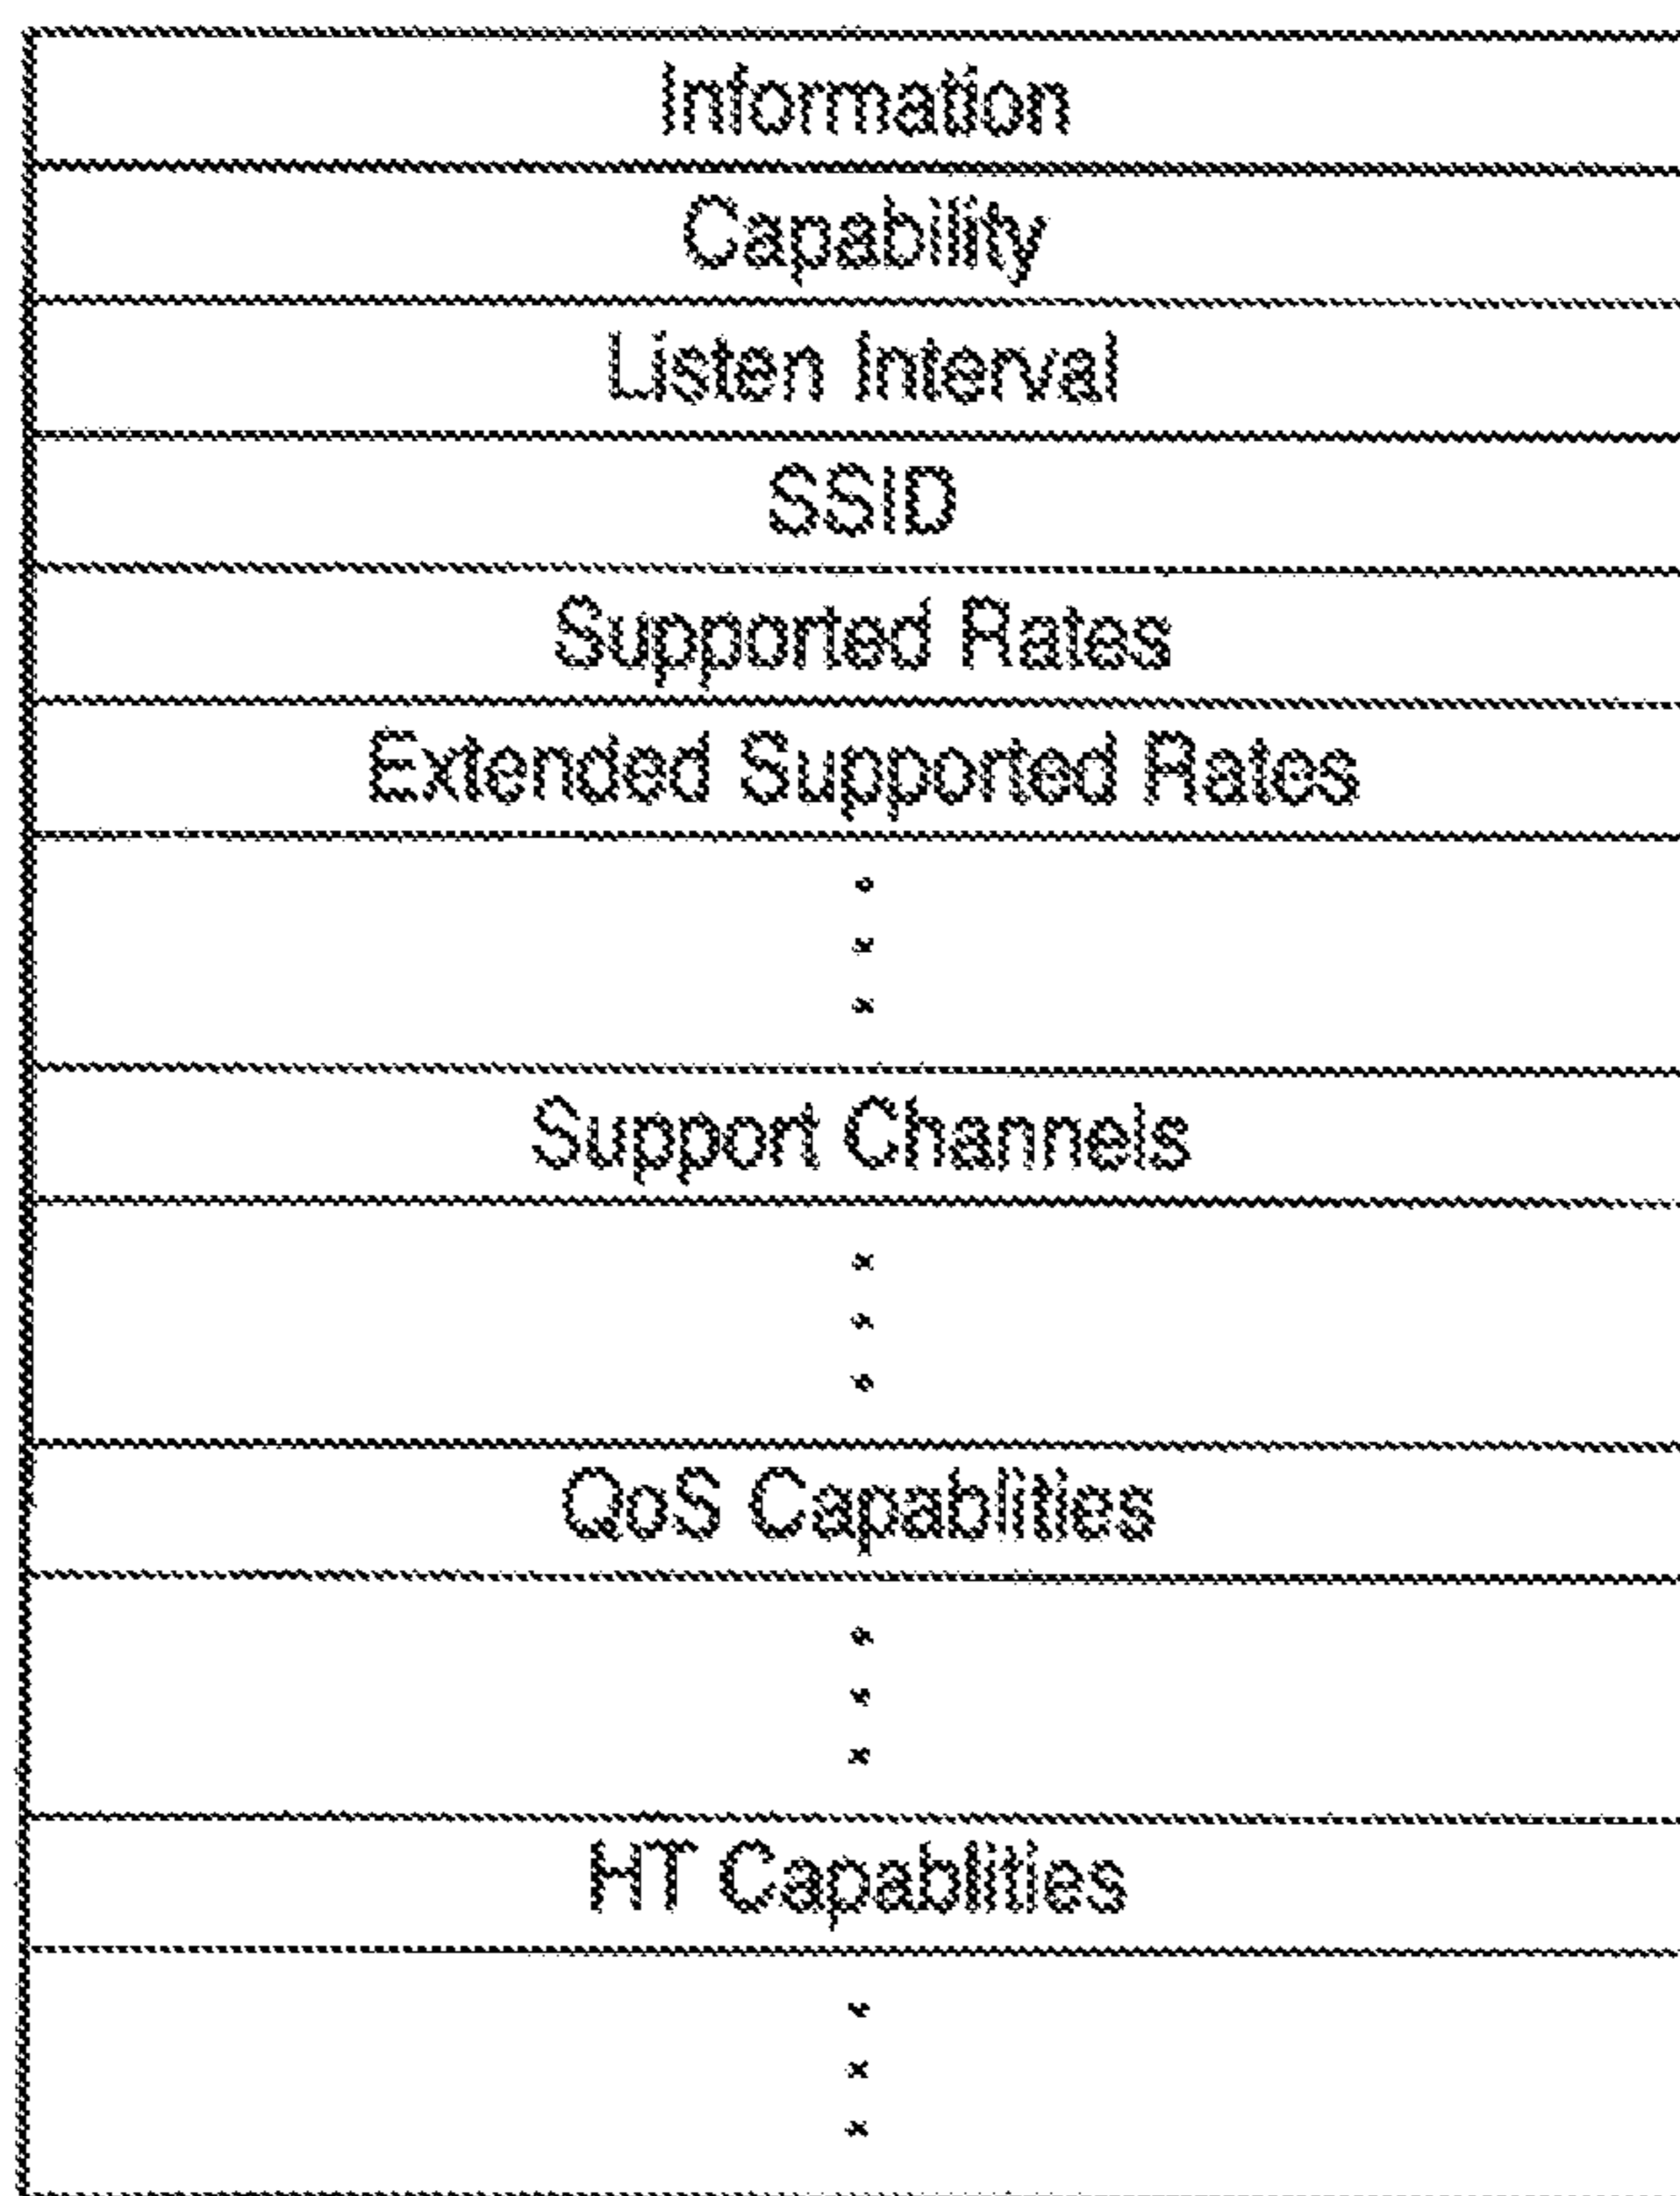 Information
Capability
Listen Interval
SSID
Supported Rates
Extended Supported Rates
Support Channels
QoS Capablities
HT Capablities